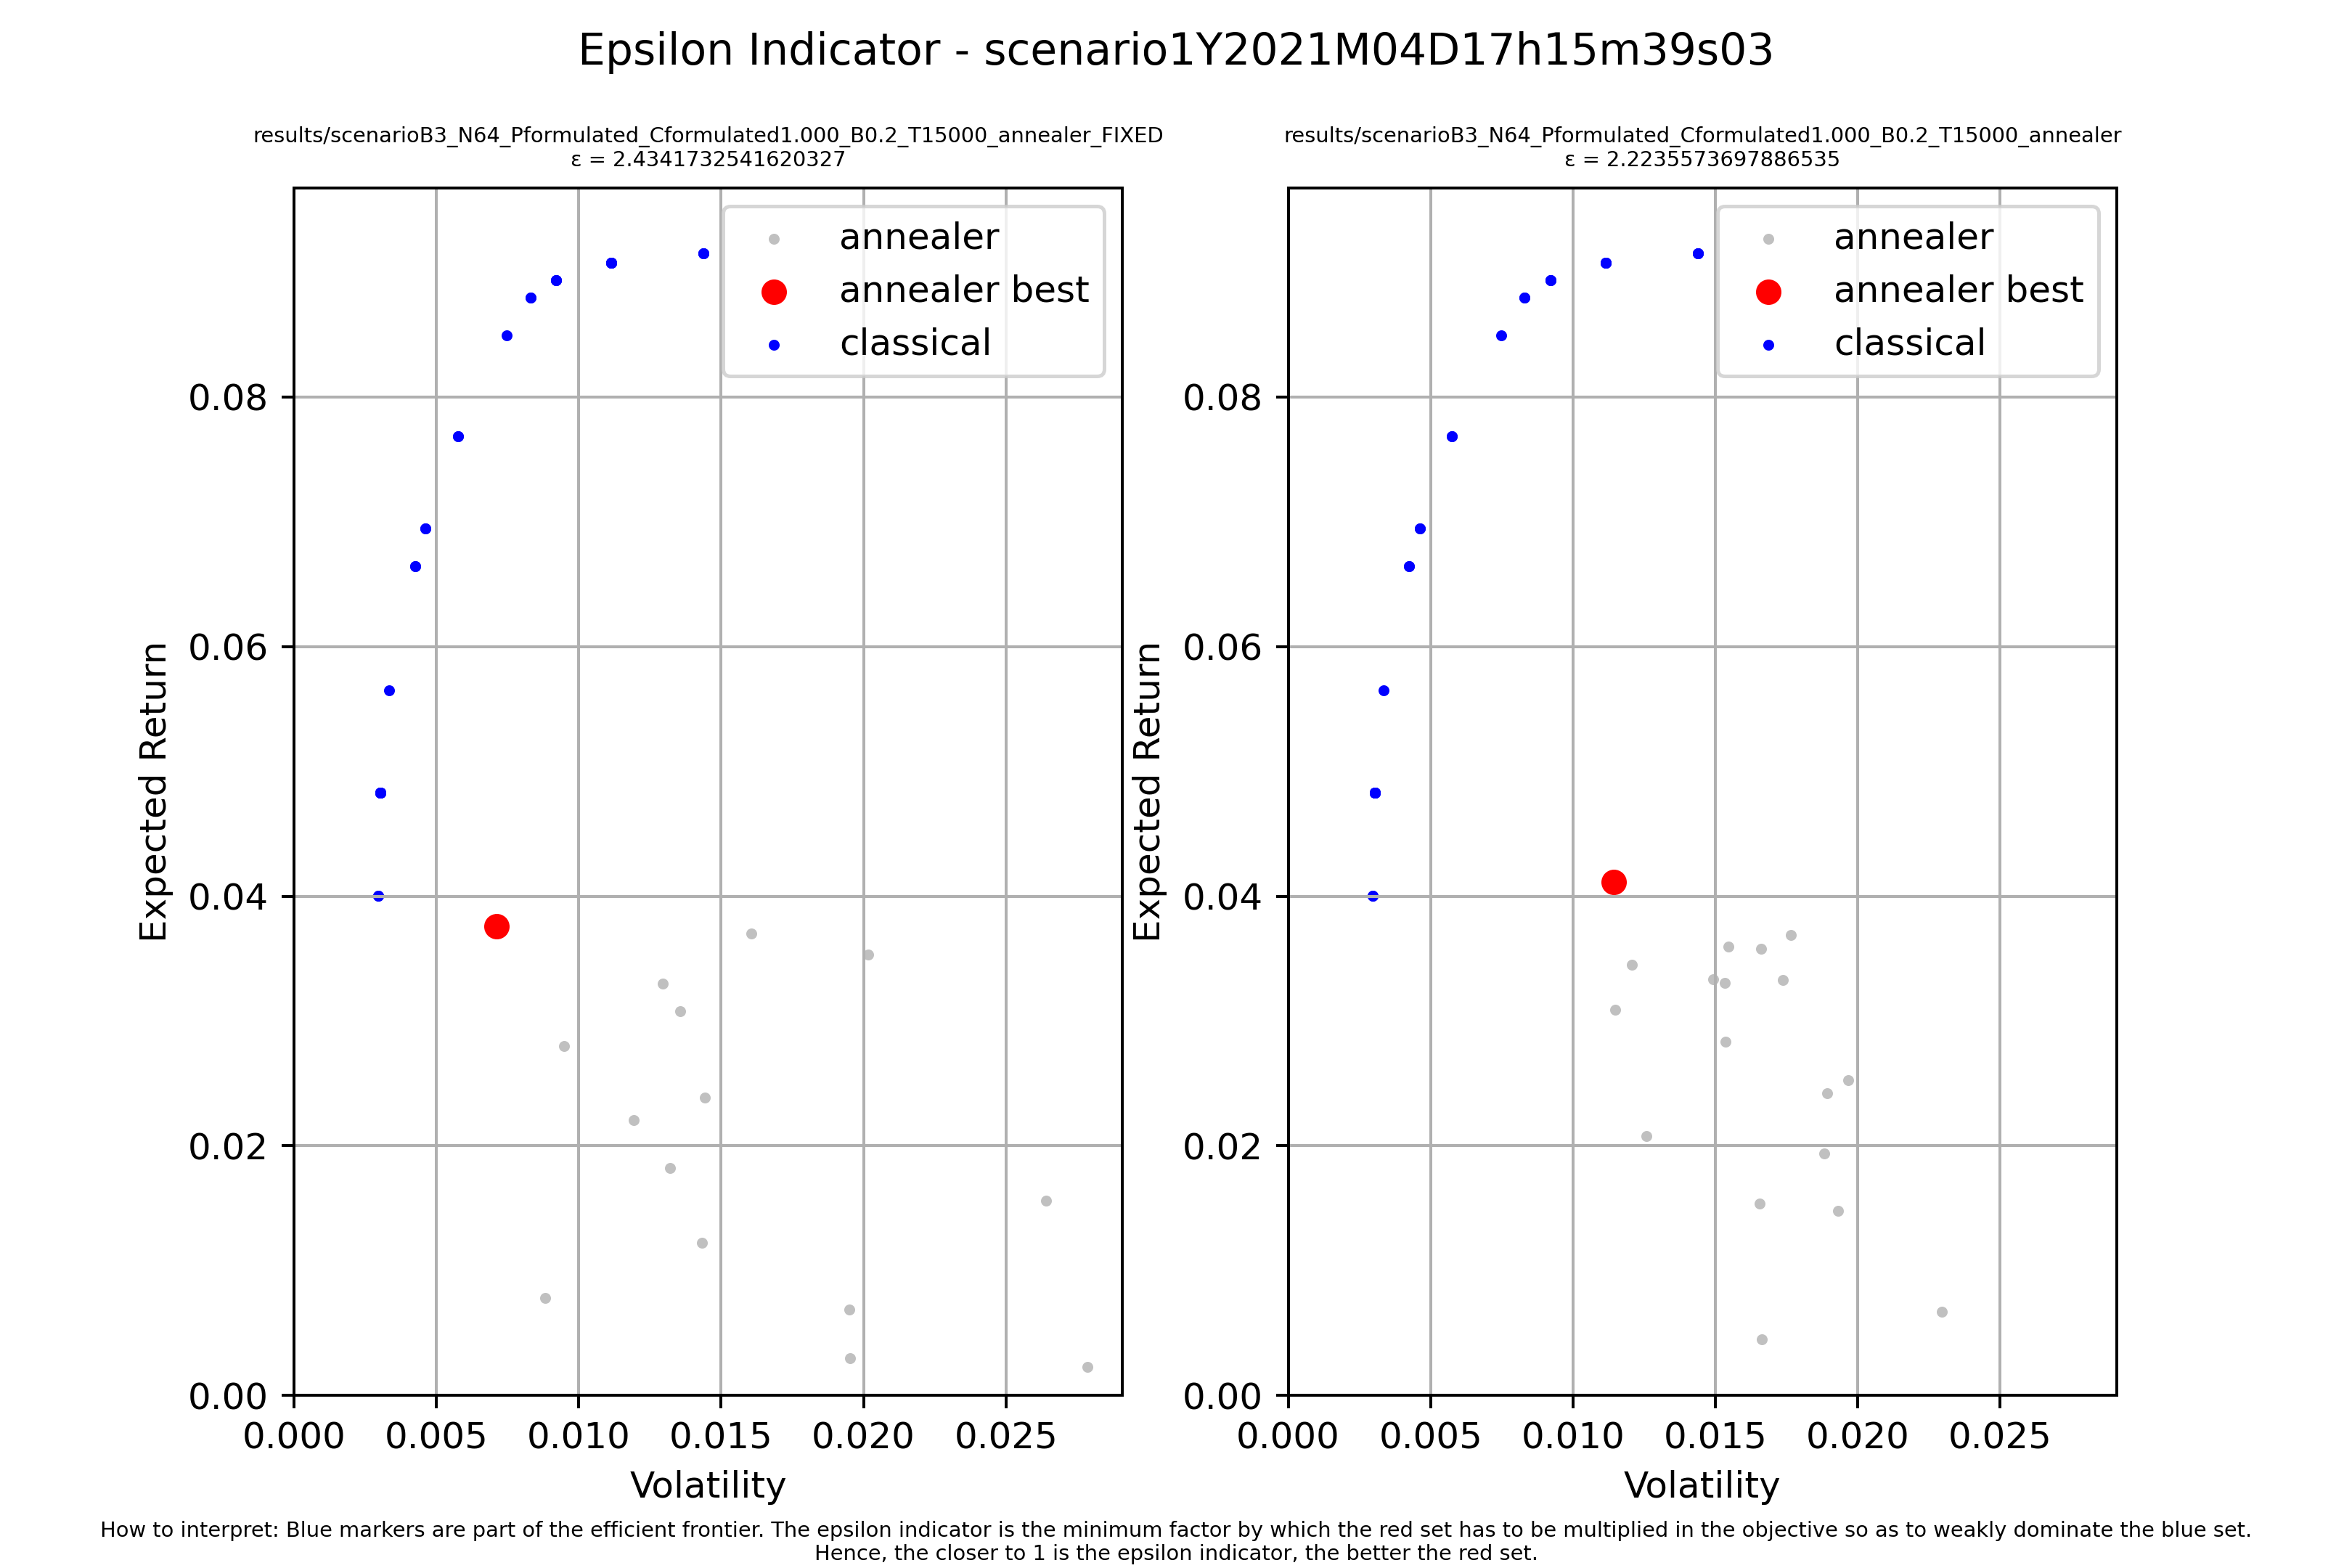 Epsilon Indicator - scenario1Y2021M04D17h15m39s03
results/scenarioB3_N64_Pformulated_Cformulated1.000_B0.2_T15000_annealer_FIXED
ε = 2.4341732541620327
annealer
annealer best
classical
0.08
0.06
0.04
0.02
0.00
Expected Return
0.000 0.005 0.010 0.015 0.020 0.025
Volatility
results/scenarioB3_N64_Pformulated_Cformulated1.000_B0.2_T15000_annealer
ε = 2.2235573697886535
annealer
annealer best
classical
0.08
0.06
0.04
0.02
0.00
Expected Return
0.000 0.005 0.010 0.015 0.020 0.025
Volatility
How to interpret: Blue markers are part of the efficient frontier. The epsilon indicator is the minimum factor by which the red set has to be multiplied in the objective so as to weakly dominate the blue set.
Hence, the closer to 1 is the epsilon indicator, the better the red set.